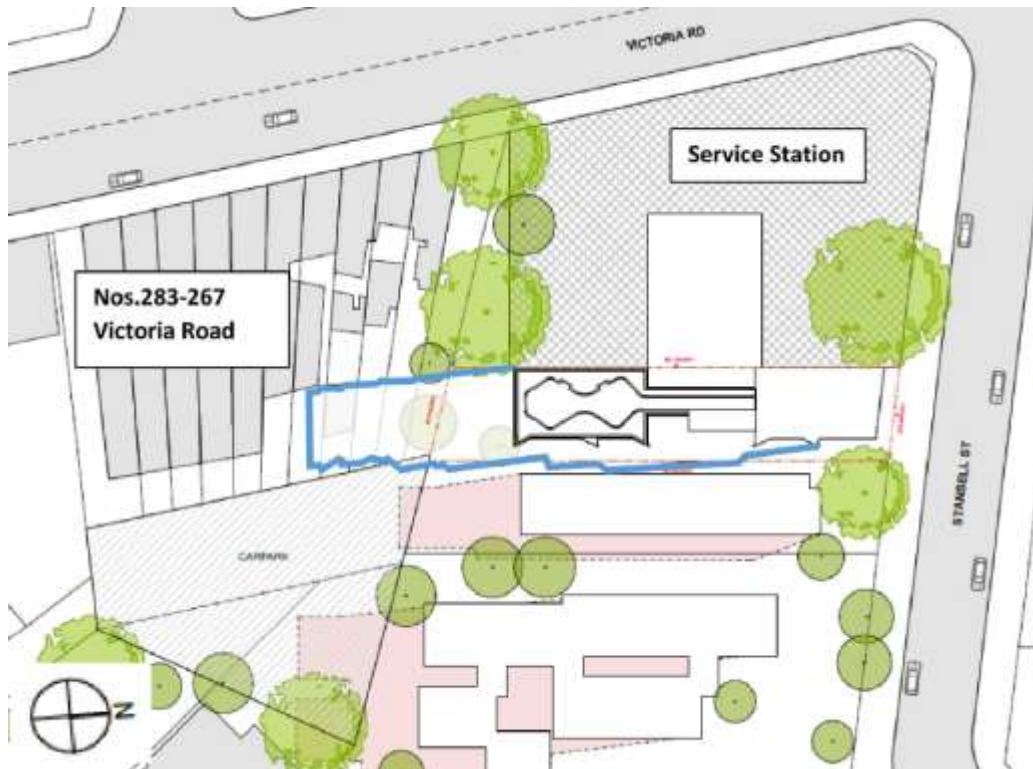 VICTORIA RD
Service Station
Nos.283-267
Victoria Road
STANSELL ST
CARPARK
N